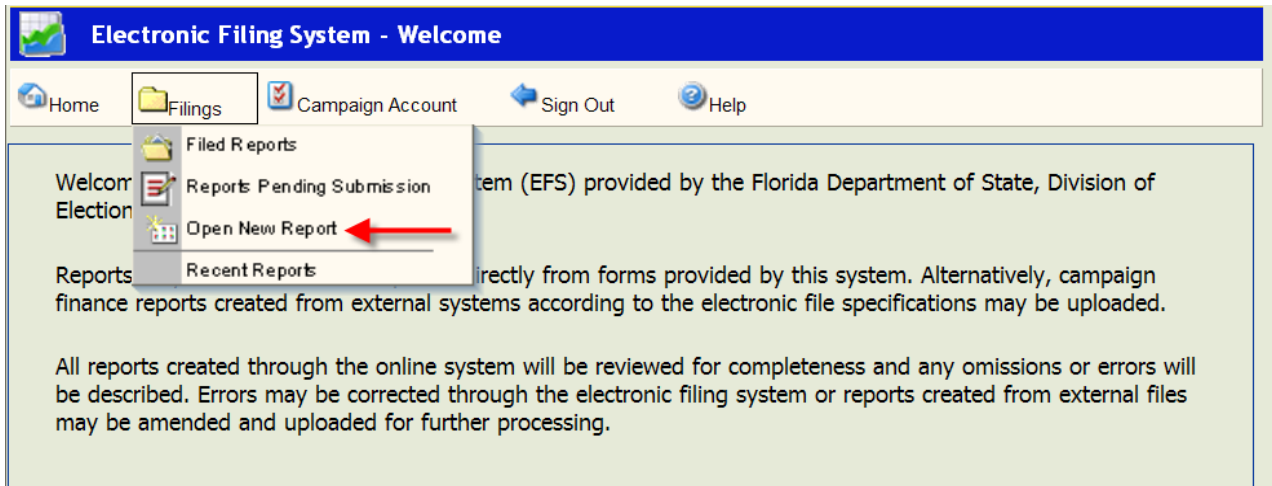 Electronic Filing System - Welcome
Home Filings Campaign Account Sign Out Help
Filed Reports
Reports Pending Submission
Open New Report
Recent Reports
Welcom tem (EFS) provided by the Florida Department of State, Division of
Election
Reports irectly from forms provided by this system. Alternatively, campaign
finance reports created from external systems according to the electronic file specifications may be uploaded.
All reports created through the online system will be reviewed for completeness and any omissions or errors will
be described. Errors may be corrected through the electronic filing system or reports created from external files
may be amended and uploaded for further processing.